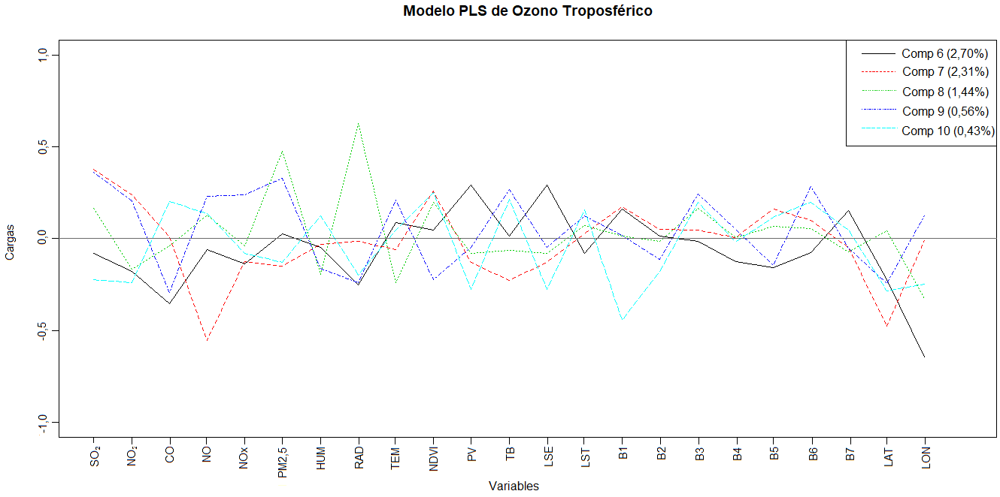 Modelo PLS de Ozono Troposférico
Comp 6 (2,70%)
Comp 7 (2,31%)
Comp 8 (1,44%)
Comp 9 (0,56%)
Comp 10 (0,43%)
Cargas
1,0
0,5
0,0
-0,5
-1,0
SO₂
NO₂
CO
NO
NOx
PM2,5
HUM
RAD
TEM
NDVI
PV
TB
LSE
LST
B1
B2
B3
B4
B5
B6
B7
LAT
LON
Variables